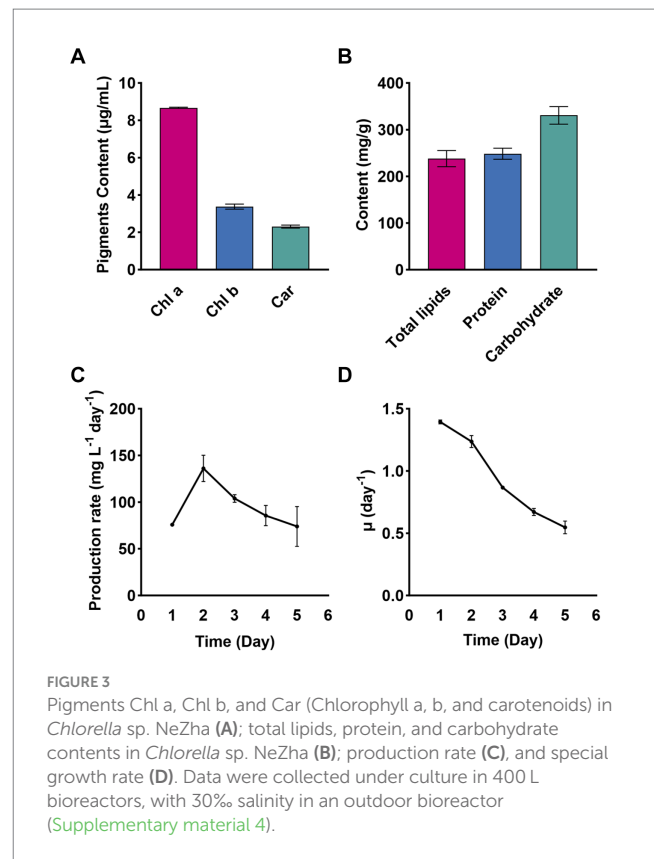 A
Pigments Content (µg/mL)
10
8
6
4
2
0
Chl a
Chl b
Car
B
Content (mg/g)
400
300
200
100
0
Total lipids
Protein
Carbohydrate
C
Production rate (mg L⁻¹ day⁻¹)
200
150
100
50
0
0 1 2 3 4 5 6
Time (Day)
D
µ (day⁻¹)
1.5
1.0
0.5
0.0
0 1 2 3 4 5 6
Time (Day)
FIGURE 3
Pigments Chl a, Chl b, and Car (Chlorophyll a, b, and carotenoids) in
Chlorella sp. NeZha (A); total lipids, protein, and carbohydrate
contents in Chlorella sp. NeZha (B); production rate (C), and special
growth rate (D). Data were collected under culture in 400 L
bioreactors, with 30‰ salinity in an outdoor bioreactor
(Supplementary material 4).